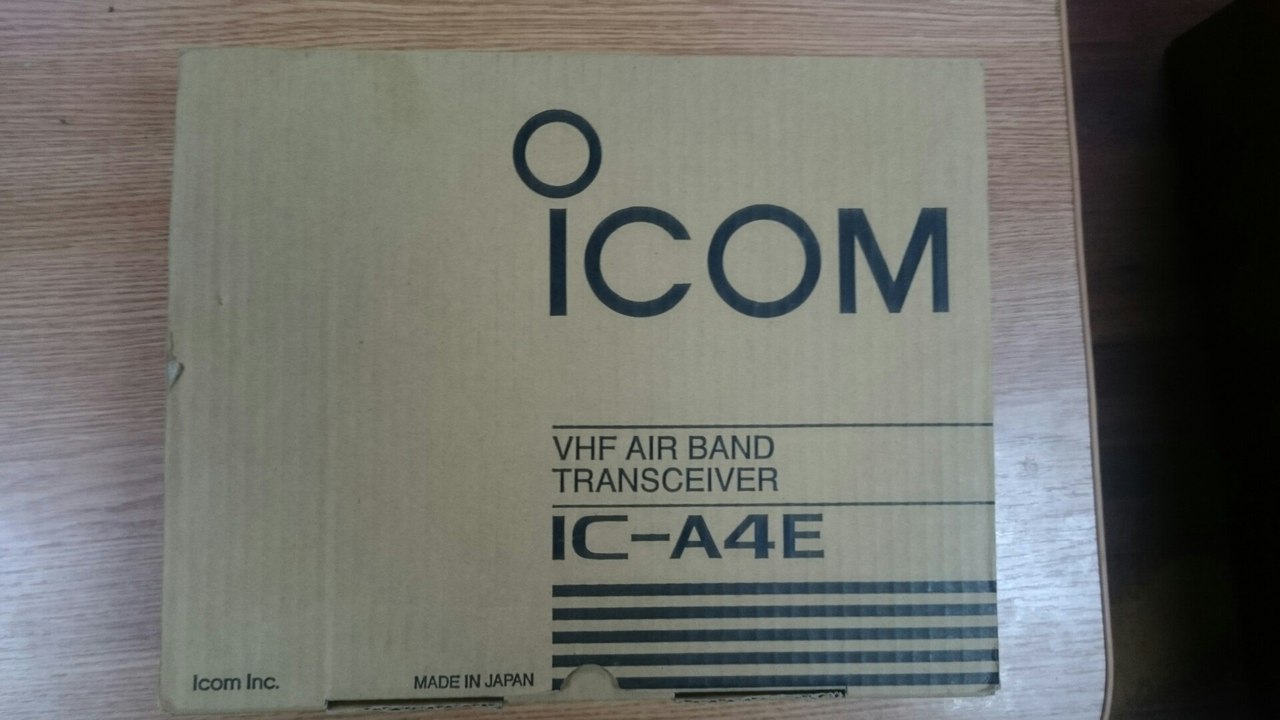 ICOM
VHF AIR BAND
TRANSCEIVER
IC-A4E
Icom Inc.
MADE IN JAPAN